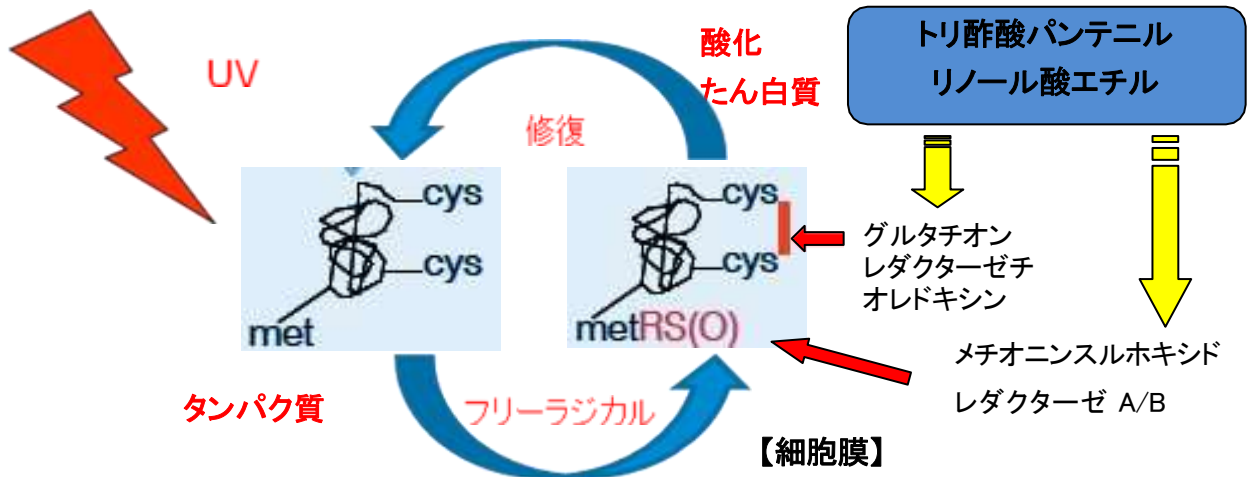 UV
酸化
たん白質
トリ酢酸パンテニル
リノール酸エチル
修復
cys
cys
met
cys
cys
metRS(O)
グルタチオン
レダクターゼチ
オレドキシン
メチオニンスルホキシド
レダクターゼ A/B
タンパク質
フリーラジカル
【細胞膜】